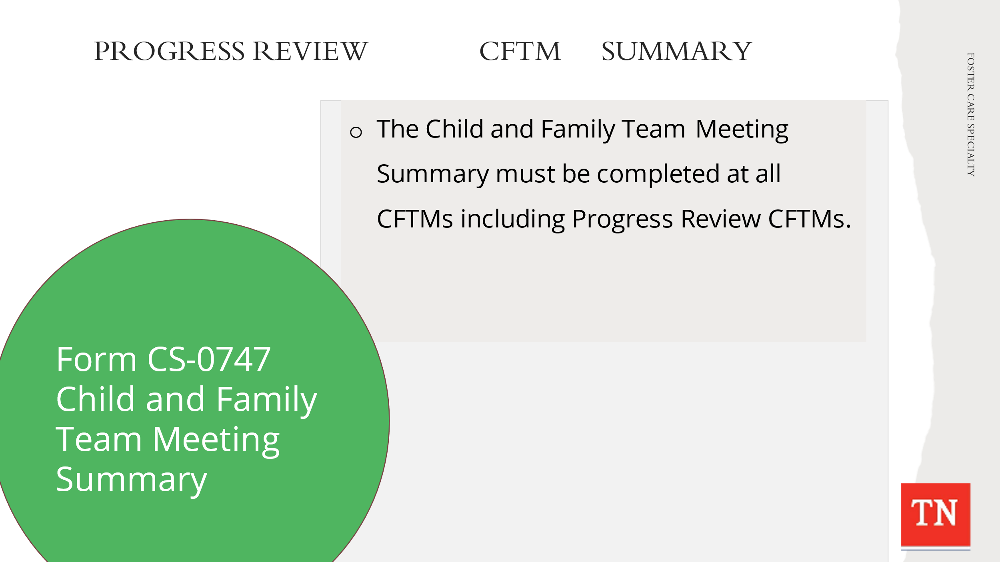 PROGRESS REVIEW CFTM SUMMARY
FOSTER CARE SPECIALTY
○ The Child and Family Team Meeting
Summary must be completed at all
CFTMs including Progress Review CFTMs.
Form CS-0747
Child and Family
Team Meeting
Summary
TN